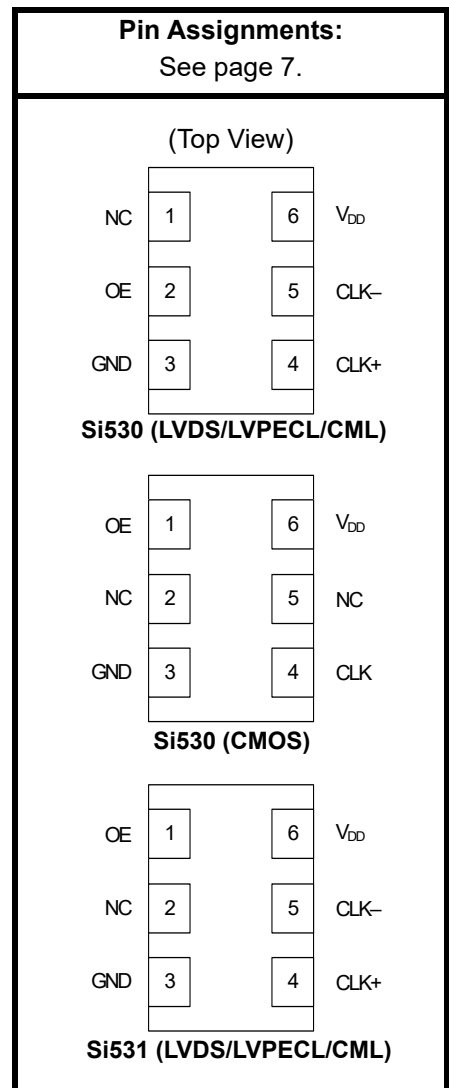 Pin Assignments:
See page 7.
(Top View)
NC 1 6 VDD
OE 2 5 CLK–
GND 3 4 CLK+
Si530 (LVDS/LVPECL/CML)
OE 1 6 VDD
NC 2 5 NC
GND 3 4 CLK
Si530 (CMOS)
OE 1 6 VDD
NC 2 5 CLK–
GND 3 4 CLK+
Si531 (LVDS/LVPECL/CML)